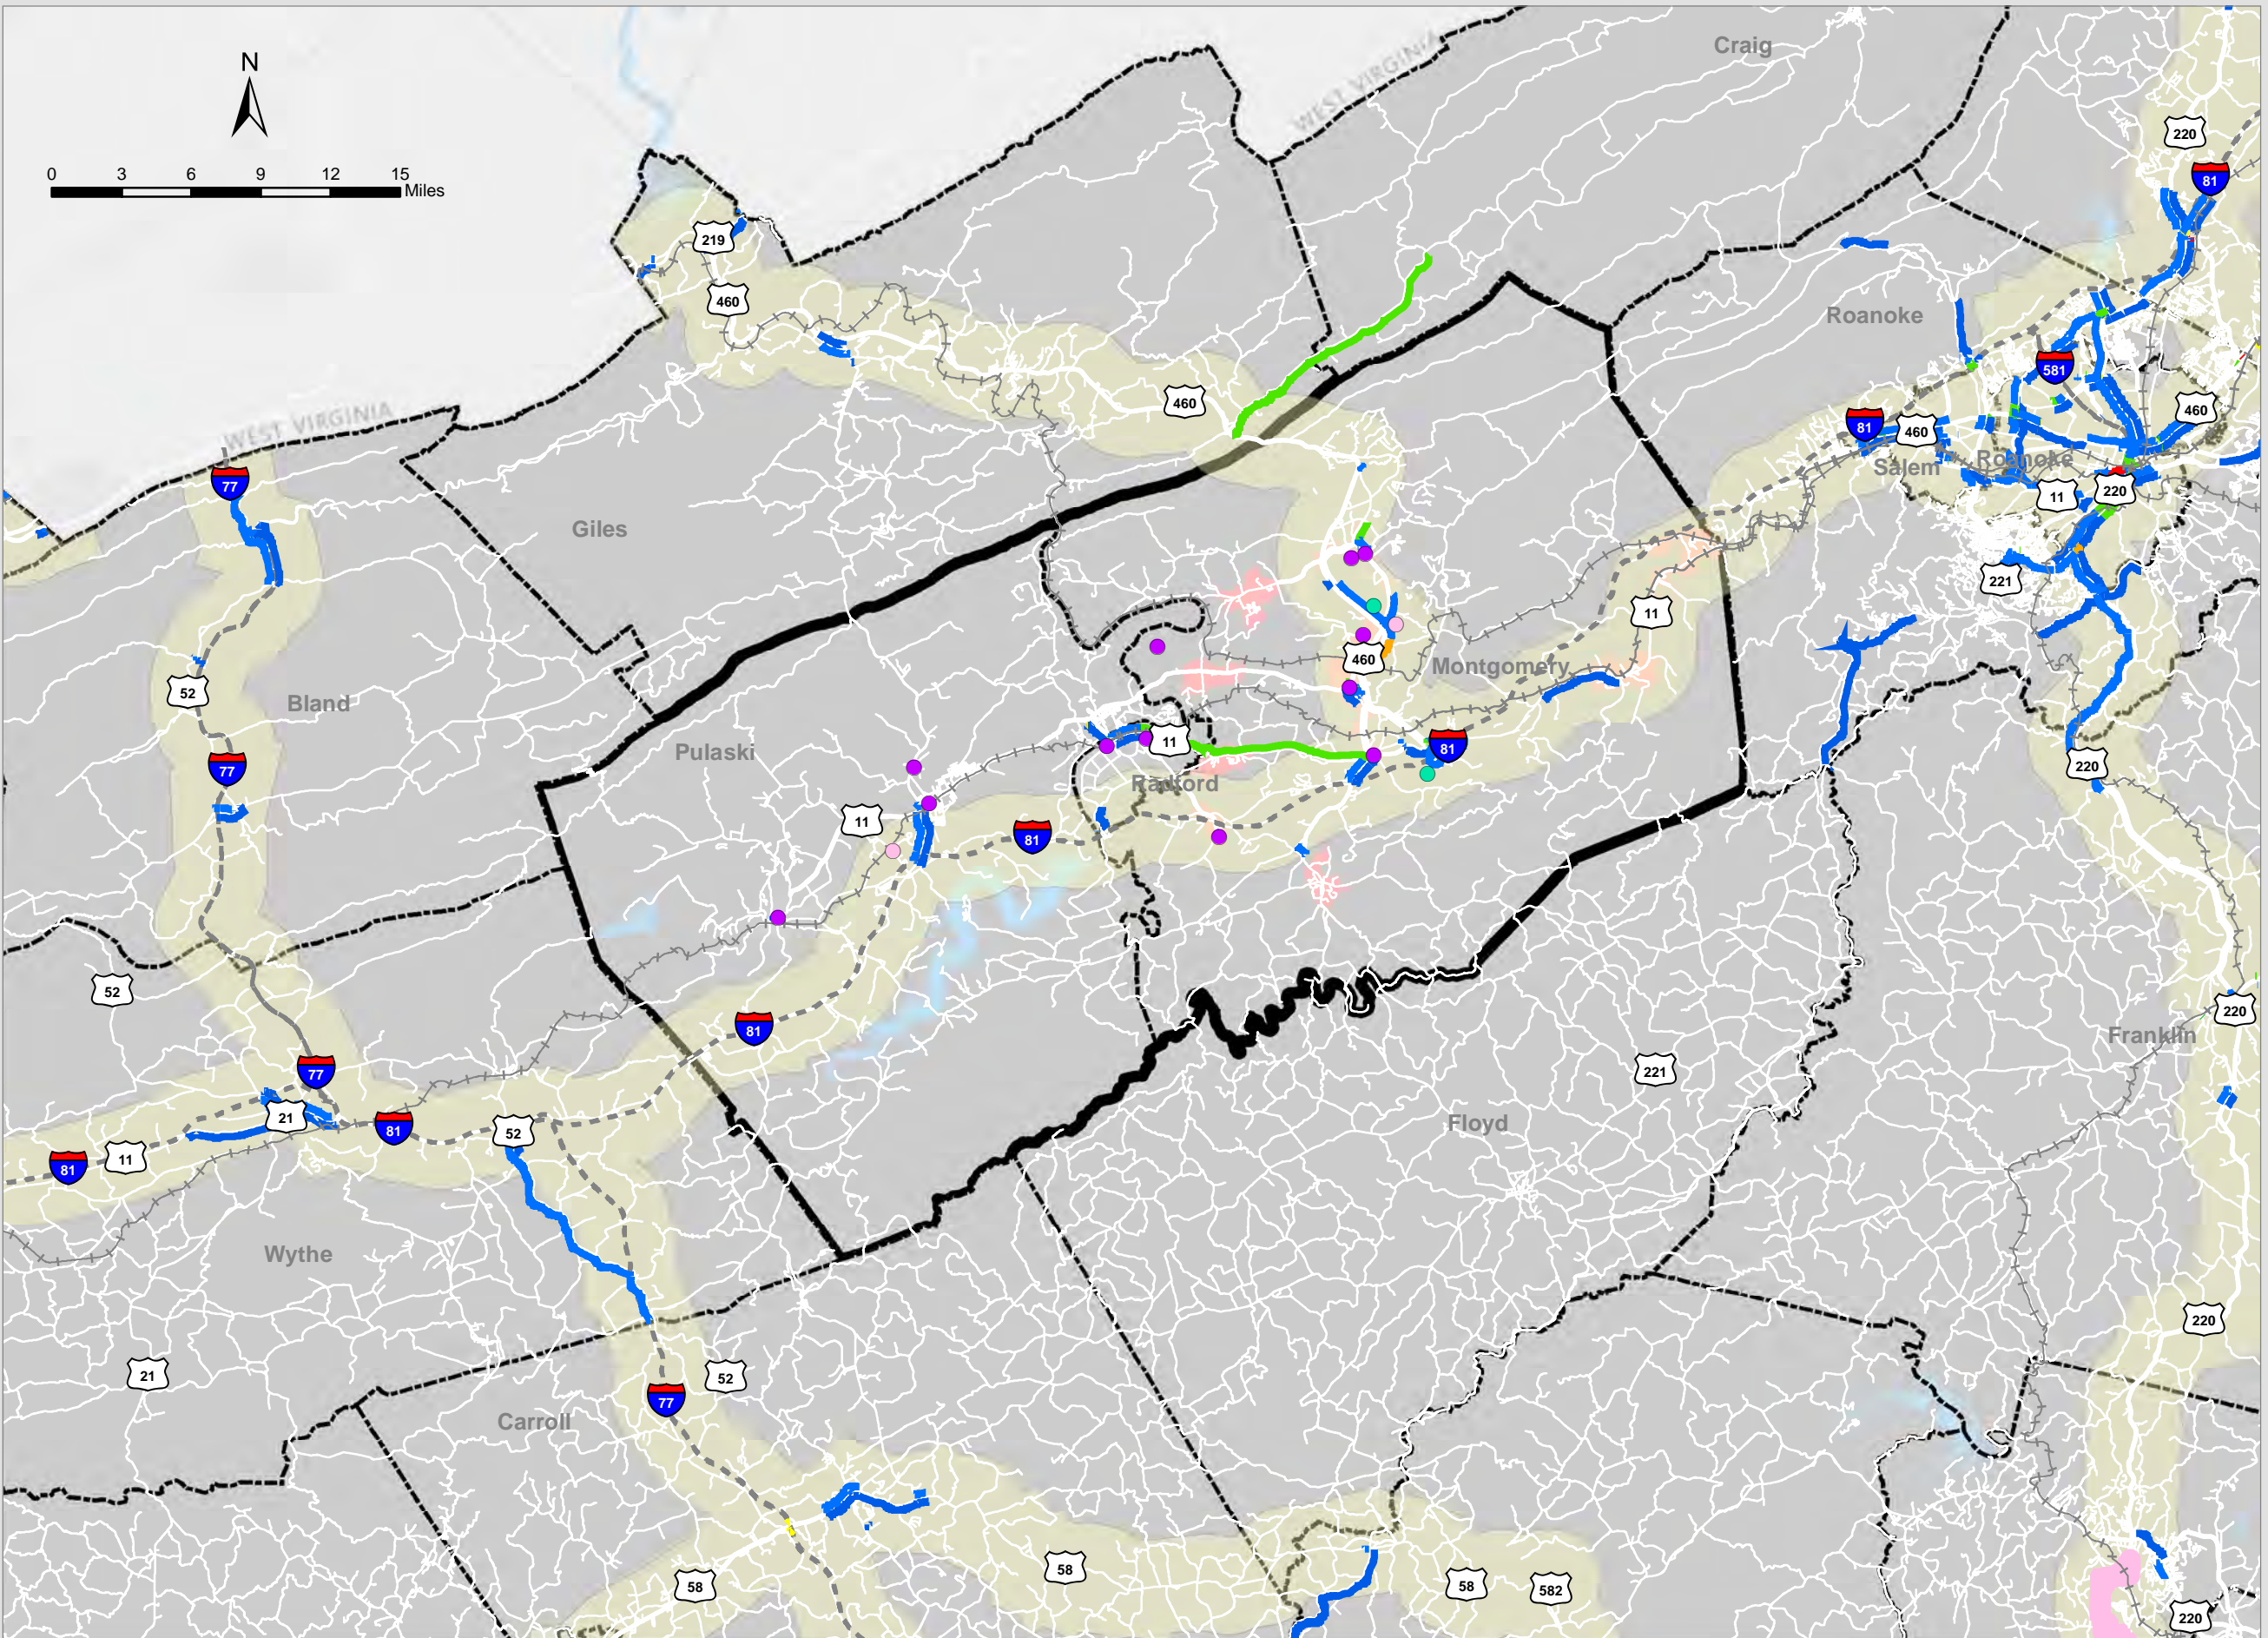 Craig
WEST VIRGINIA
N
220
0 3 6 9 12 15
Miles
81
219
460
Roanoke
581
460
460
WEST VIRGINIA
81
460
Salem
Roanoke
77
11
220
Giles
221
11
52
Bland
460
Montgomery
Pulaski
11
81
77
220
Radford
11
81
52
220
81
Franklin
77
221
21
52
81
11
81
Floyd
Wythe
220
21
52
77
Carroll
58
58
58
582
220